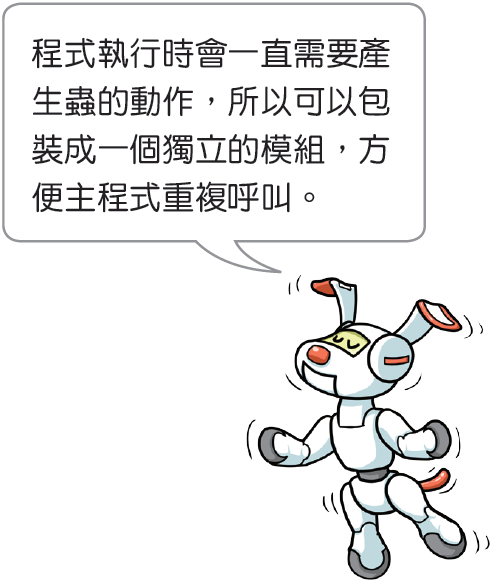 程式執行時會一直需要產
生蟲的動作，所以可以包
裝成一個獨立的模組，方
便主程式重複呼叫。